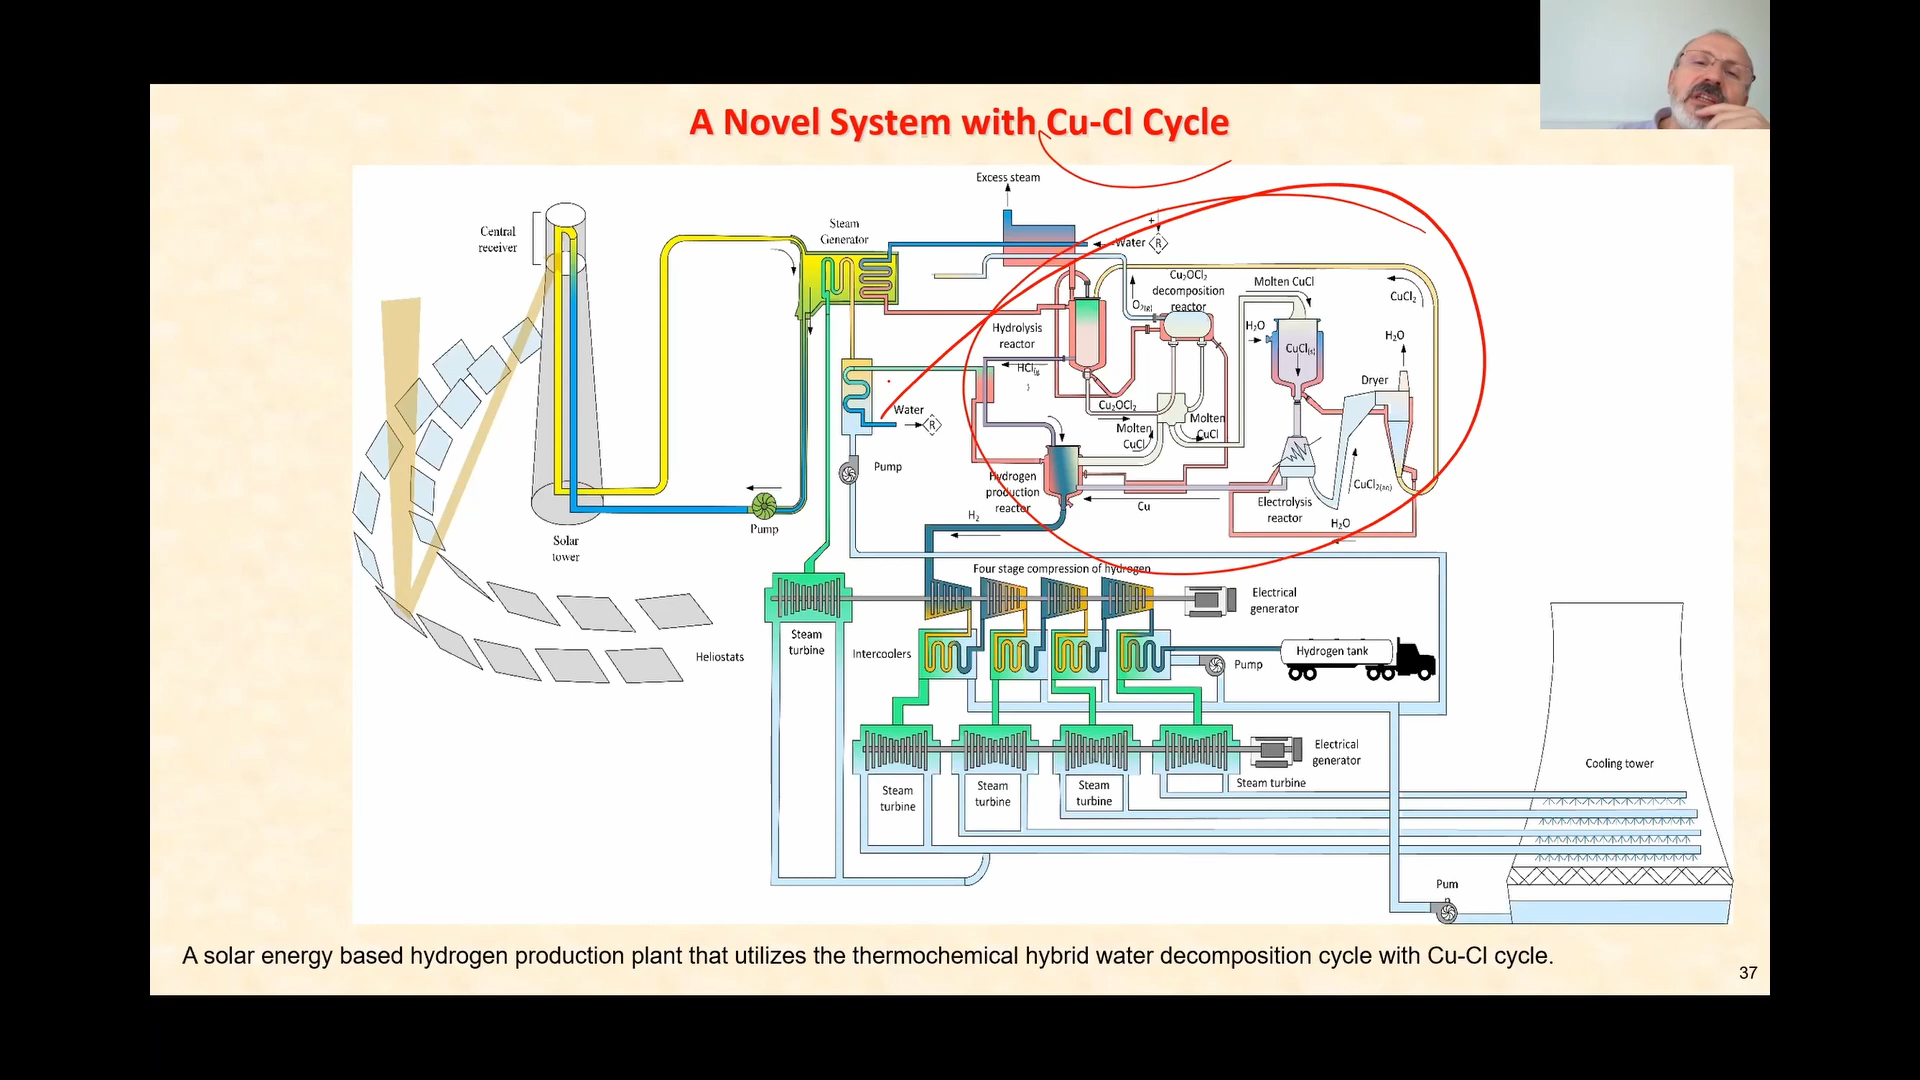 A Novel System with Cu-Cl Cycle
Excess steam
Central
receiver
Steam
Generator
+
Water
R
Cu₂OCl₂
decomposition
reactor
Molten CuCl
CuCl₂
O₂₍g₎
Hydrolysis
reactor
H₂O
CuCl₍s₎
H₂O
HCl₍g
)
Dryer
Water
R
Cu₂OCl₂
Molten
CuCl
Molten
CuCl
Pump
Hydrogen
production
reactor
CuCl₂₍aq₎
Electrolysis
reactor
Cu
H₂
H₂O
Pump
Solar
tower
Four stage compression of hydrogen
Electrical
generator
Steam
turbine
Intercoolers
Heliostats
Pump
Hydrogen tank
Electrical
generator
Cooling tower
Steam
turbine
Steam
turbine
Steam
turbine
Steam turbine
Pum
A solar energy based hydrogen production plant that utilizes the thermochemical hybrid water decomposition cycle with Cu-Cl cycle.
37